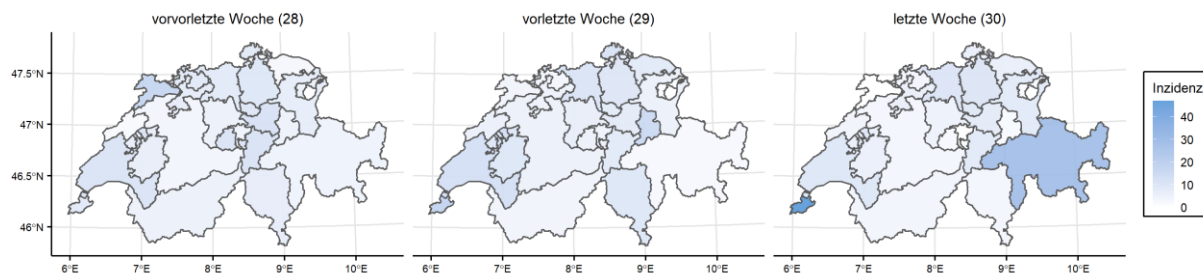 vorvorletzte Woche (28)
vorletzte Woche (29)
letzte Woche (30)
47.5°N
47°N
46.5°N
46°N
6°E 7°E 8°E 9°E 10°E
6°E 7°E 8°E 9°E 10°E
6°E 7°E 8°E 9°E 10°E
Inzidenz
40
30
20
10
0